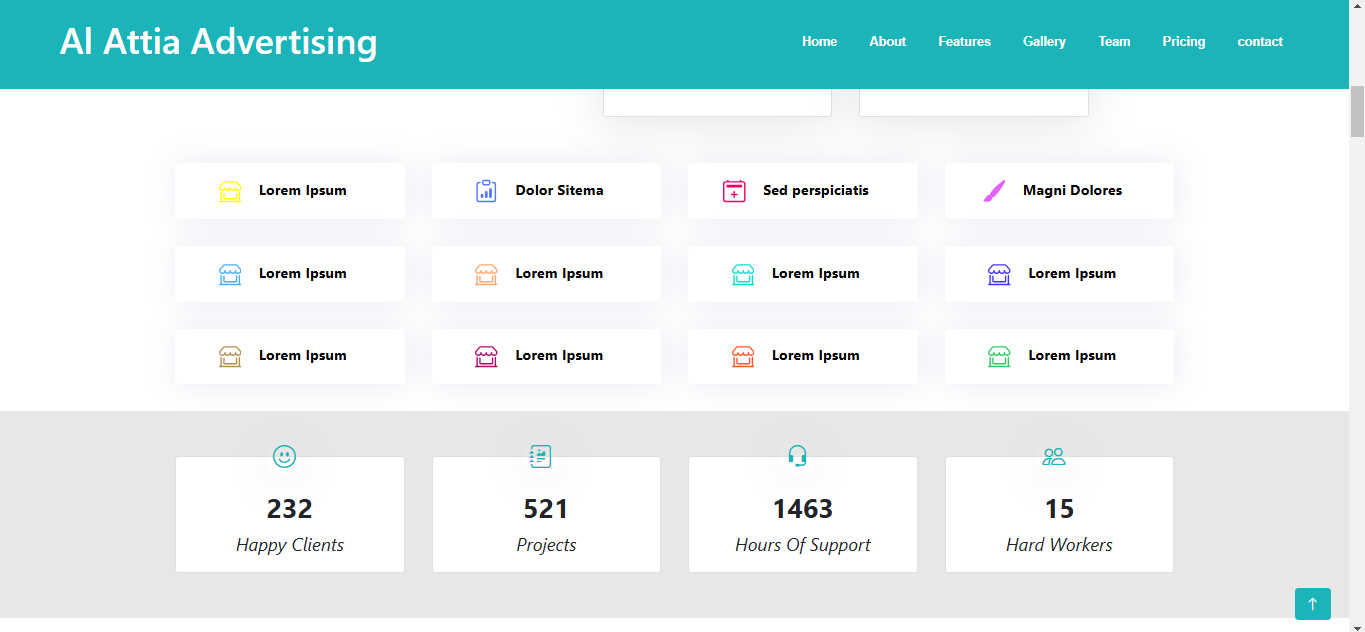 Al Attia Advertising
Home About Features Gallery Team Pricing contact
Lorem Ipsum Dolor Sitema Sed perspiciatis Magni Dolores
Lorem Ipsum Lorem Ipsum Lorem Ipsum Lorem Ipsum
Lorem Ipsum Lorem Ipsum Lorem Ipsum Lorem Ipsum
232 521 1463 15
Happy Clients Projects Hours Of Support Hard Workers